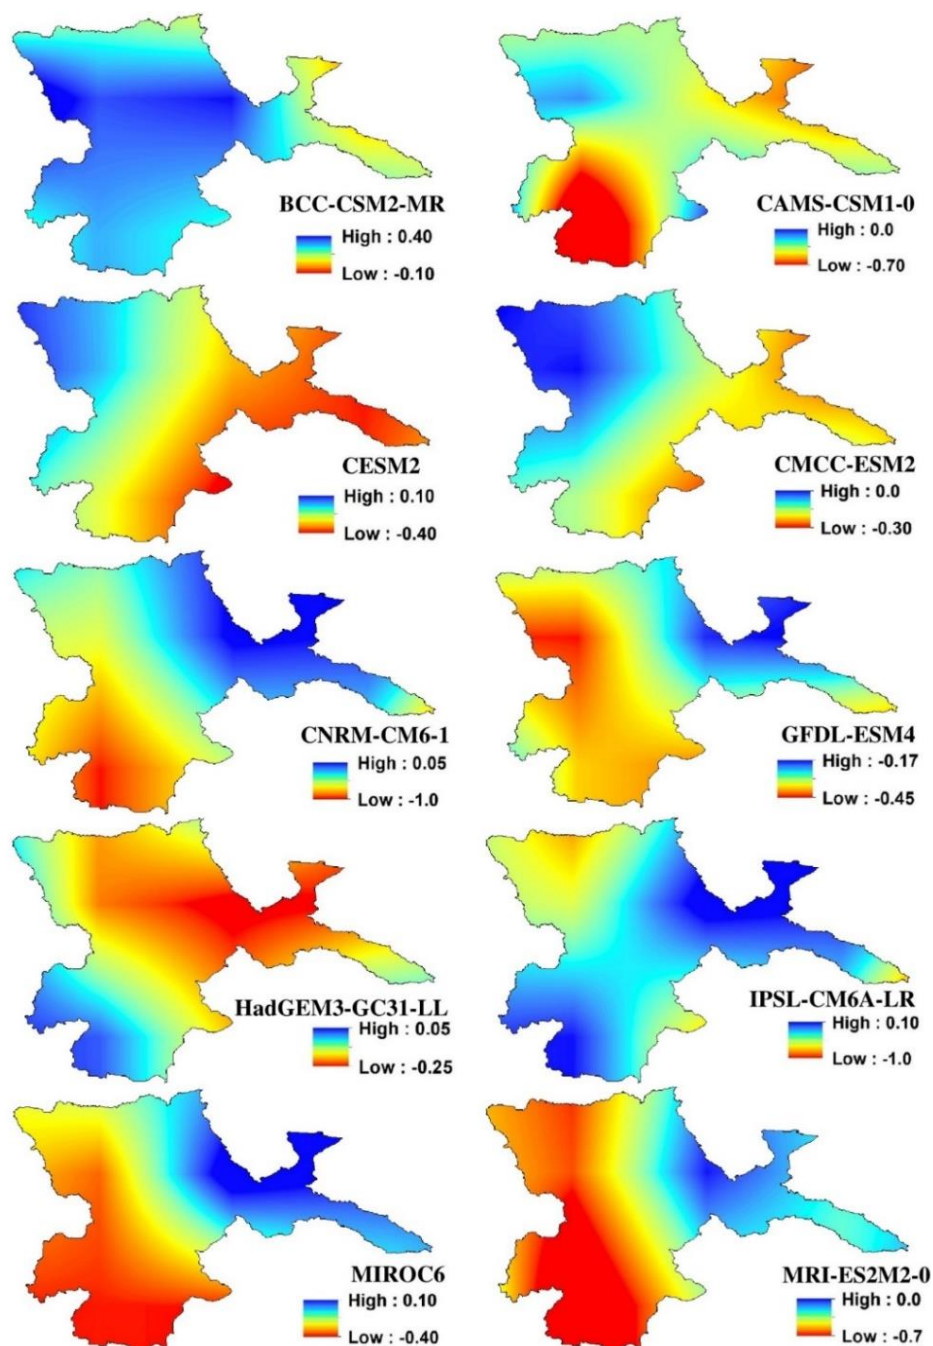 BCC-CSM2-MR
High : 0.40
Low : -0.10
CAMS-CSM1-0
High : 0.0
Low : -0.70
CESM2
High : 0.10
Low : -0.40
CMCC-ESM2
High : 0.0
Low : -0.30
CNRM-CM6-1
High : 0.05
Low : -1.0
GFDL-ESM4
High : -0.17
Low : -0.45
HadGEM3-GC31-LL
High : 0.05
Low : -0.25
IPSL-CM6A-LR
High : 0.10
Low : -1.0
MIROC6
High : 0.10
Low : -0.40
MRI-ES2M2-0
High : 0.0
Low : -0.7